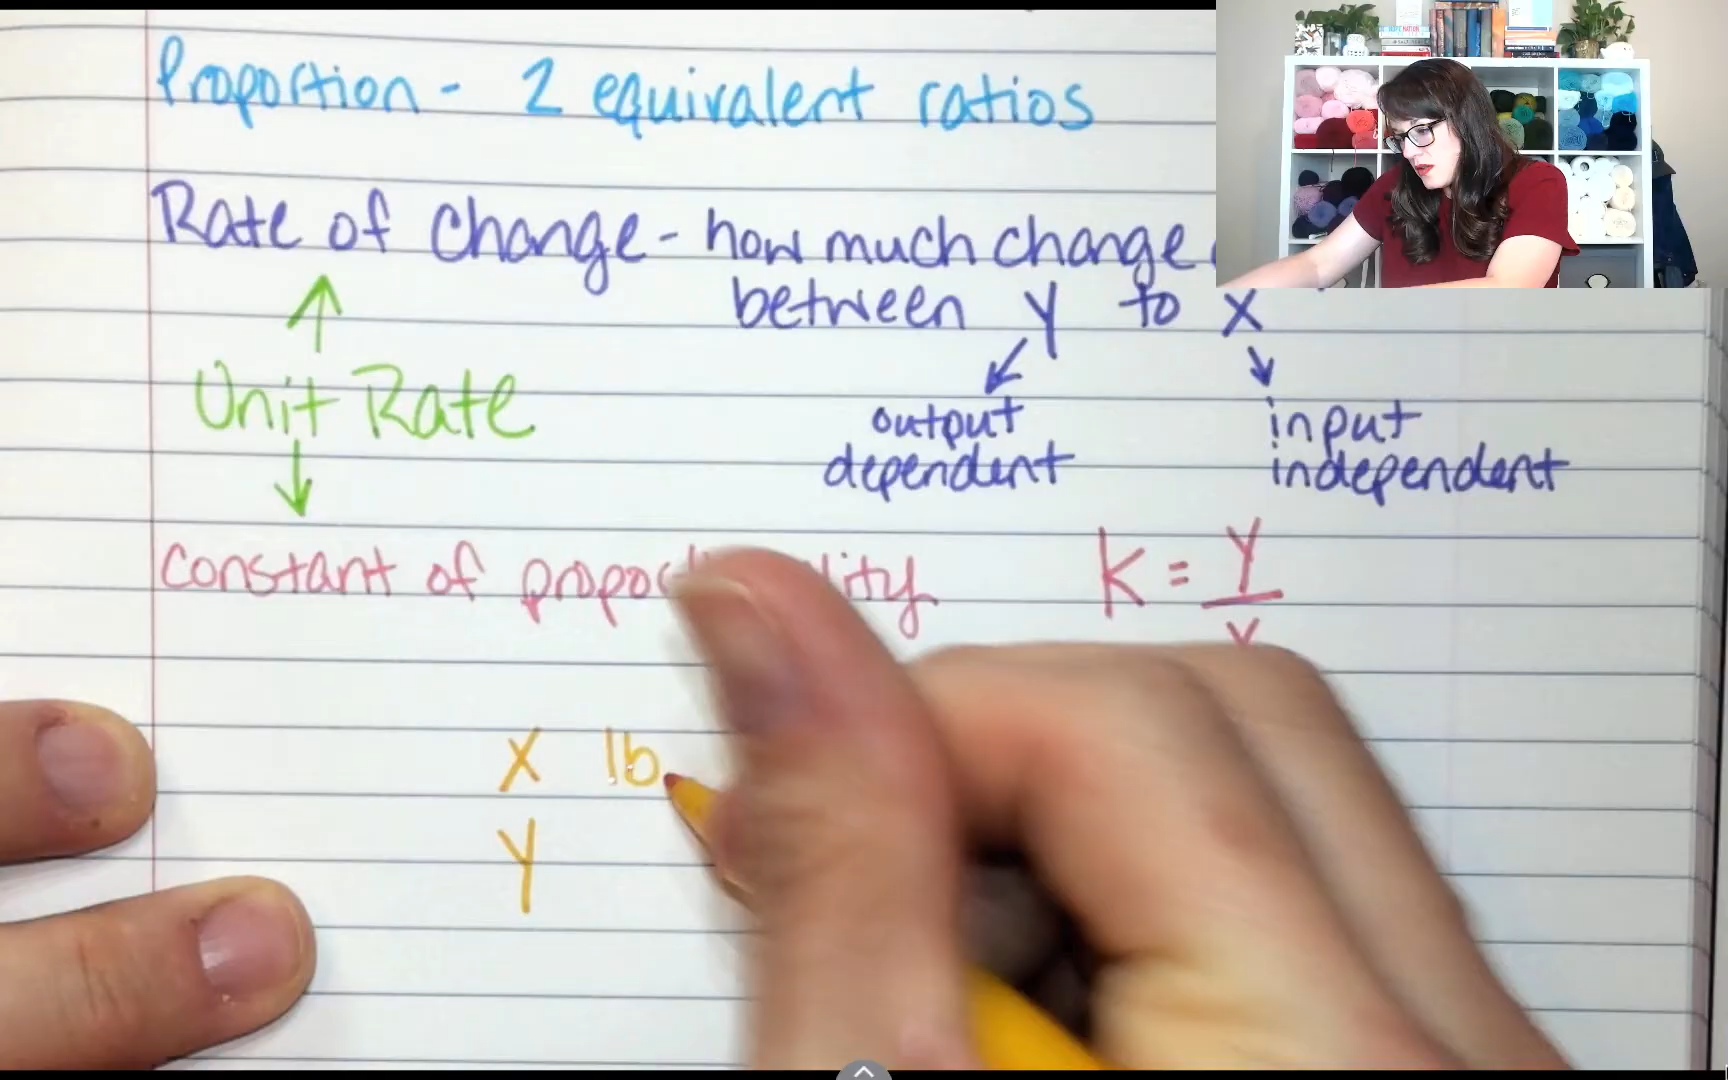 Proportion - 2 equivalent ratios
Rate of change - how much change
between y to x
Unit Rate
output
dependent
input
independent
constant of K = y
x
X lb
y